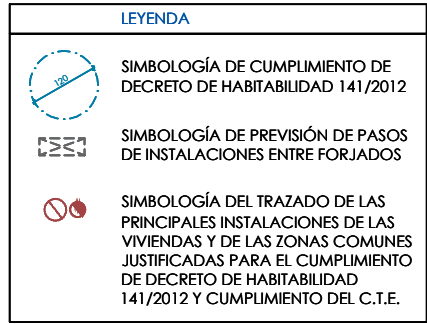 LEYENDA
120
SIMBOLOGÍA DE CUMPLIMIENTO DE
DECRETO DE HABITABILIDAD 141/2012
SIMBOLOGÍA DE PREVISIÓN DE PASOS
DE INSTALACIONES ENTRE FORJADOS
SIMBOLOGÍA DEL TRAZADO DE LAS
PRINCIPALES INSTALACIONES DE LAS
VIVIENDAS Y DE LAS ZONAS COMUNES
JUSTIFICADAS PARA EL CUMPLIMIENTO
DE DECRETO DE HABITABILIDAD
141/2012 Y CUMPLIMIENTO DEL C.T.E.